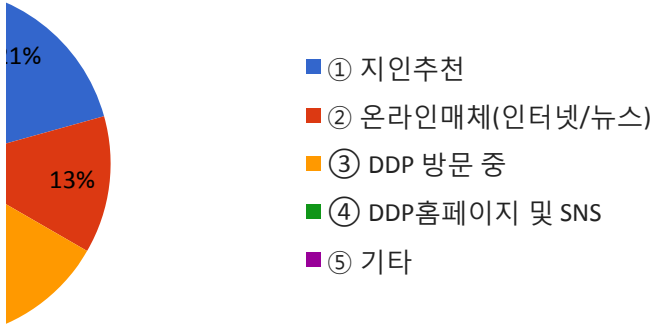 1%
13%
① 지인추천
② 온라인매체(인터넷/뉴스)
③ DDP 방문 중
④ DDP홈페이지 및 SNS
⑤ 기타